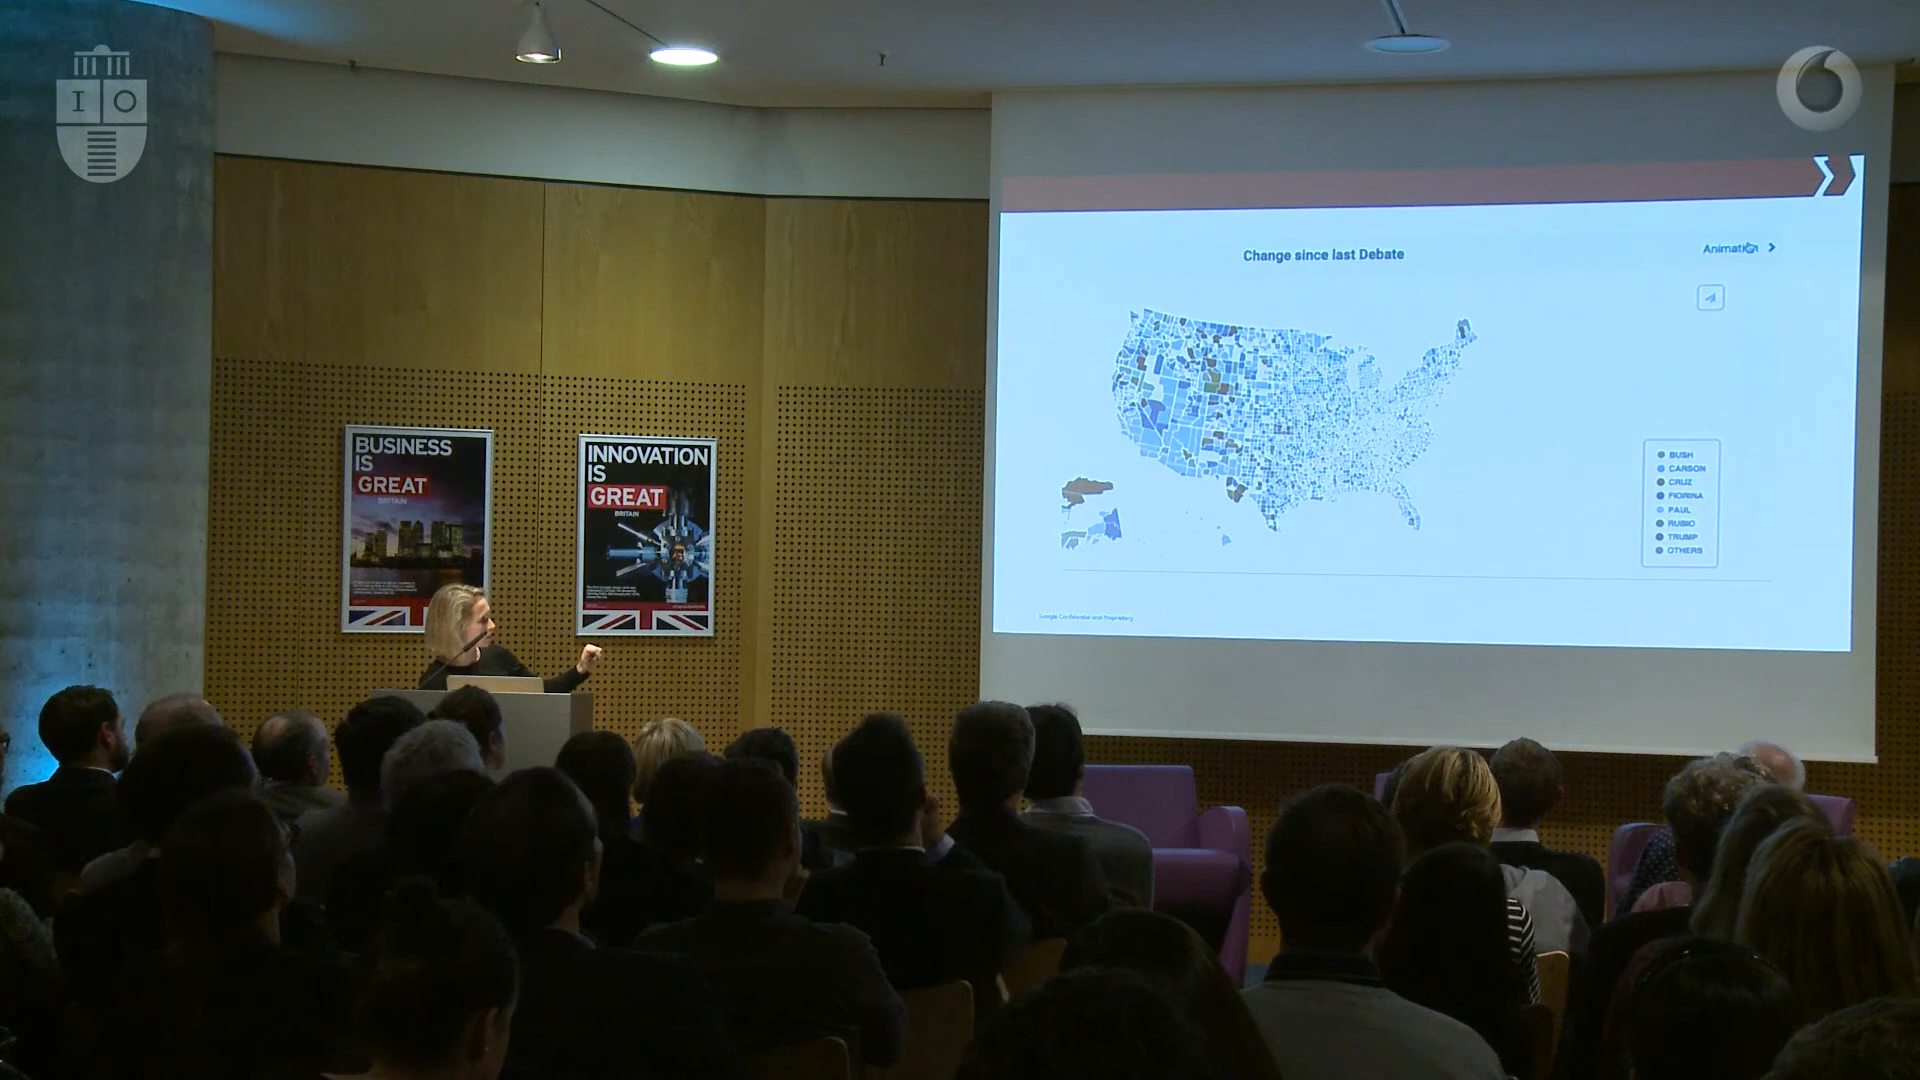 I O
BUSINESS
IS
GREAT
BRITAIN
INNOVATION
IS
GREAT
BRITAIN
Change since last Debate
Animation
BUSH
CARSON
CRUZ
FIORINA
PAUL
RUBIO
TRUMP
OTHERS
Google Confidential and Proprietary